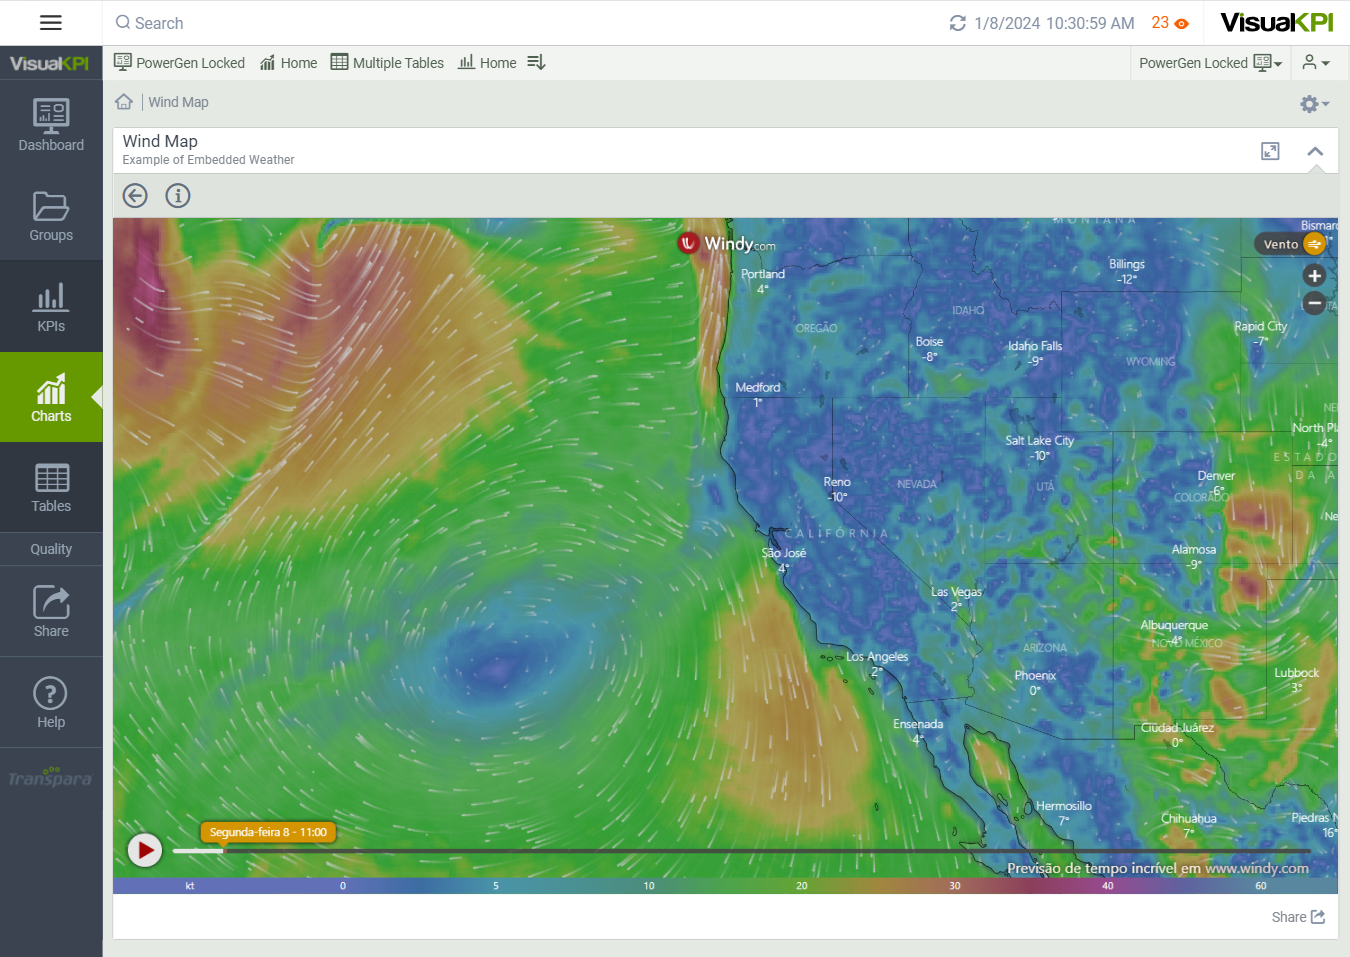 Search
1/8/2024 10:30:59 AM
23
VisualKPI
VisualKPI
PowerGen Locked
Home
Multiple Tables
Home
PowerGen Locked
Wind Map
Dashboard
Groups
KPIs
Charts
Tables
Quality
Share
Help
Transpara
Wind Map
Example of Embedded Weather
Windy.com
MONTANA
Vento
Portland
4°
Billings
-12°
OREGÃO
IDAHO
Boise
-8°
Idaho Falls
-9°
WYOMING
Rapid City
-7°
Medford
1°
Salt Lake City
-10°
-4°
ESTADO
DA A
Reno
-10°
NEVADA
UTÁ
Denver
-6°
COLORADO
CALIFÓRNIA
São José
4°
Alamosa
-9°
Las Vegas
2°
Albuquerque
-4°
NOVO MÉXICO
Los Angeles
2°
ARIZONA
Phoenix
0°
Lubbock
3°
Ensenada
4°
Ciudad Juárez
0°
Hermosillo
7°
Chihuahua
7°
Piedras N
16°
Segunda-feira 8 - 11:00
Previsão de tempo incrível em www.windy.com
kt 0 5 10 20 30 40 60
Share